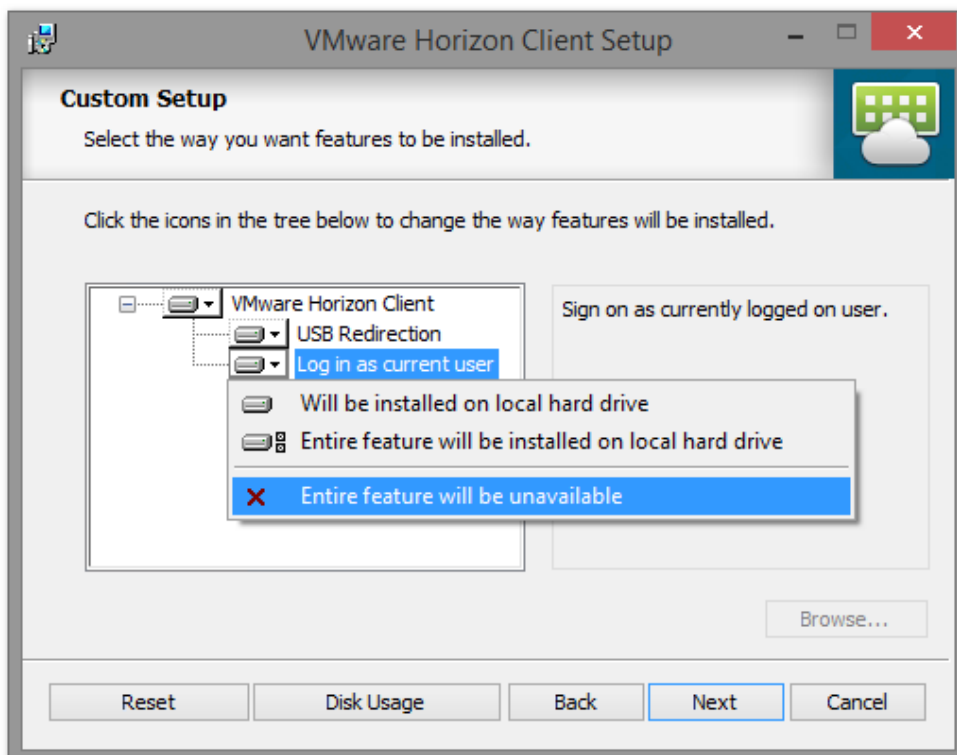 VMware Horizon Client Setup
Custom Setup
Select the way you want features to be installed.
Click the icons in the tree below to change the way features will be installed.
VMware Horizon Client
USB Redirection
Log in as current user
Will be installed on local hard drive
Entire feature will be installed on local hard drive
Entire feature will be unavailable
Sign on as currently logged on user.
Browse...
Reset
Disk Usage
Back
Next
Cancel